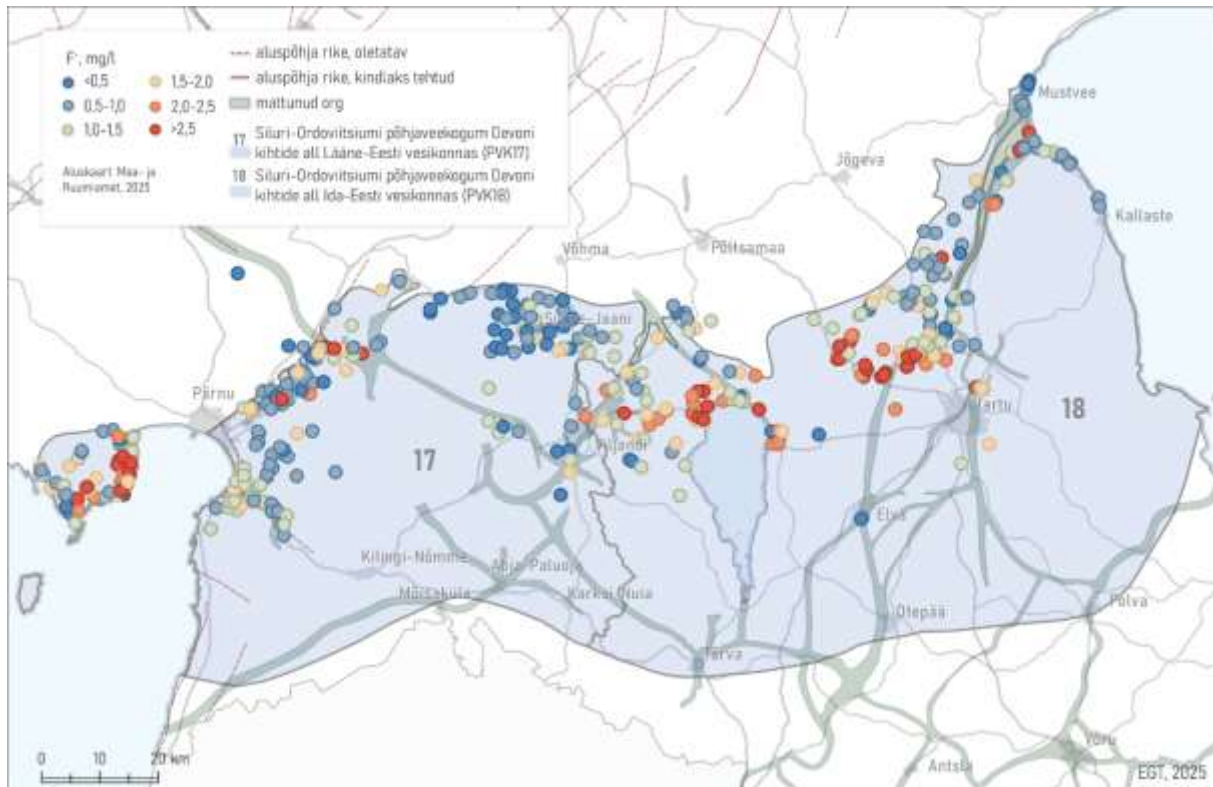 F⁻, mg/l
<0,5
0,5-1,0
1,0-1,5
1,5-2,0
2,0-2,5
>2,5
Aluskaart Maa- ja
Ruumiamet, 2025
aluspõhja rike, oletatav
aluspõhja rike, kindlaks tehtud
mattunud org
17 Siluri-Ordoviitsiumi põhjaveekogum Devoni
kihtide all Lääne-Eesti vesikonnas (PVK17)
18 Siluri-Ordoviitsiumi põhjaveekogum Devoni
kihtide all Ida-Eesti vesikonnas (PVK18)
Mustvee
Jõgeva
Kallaste
Võhma
Põltsamaa
Pärnu
Tartu
18
17
Viljandi
Elva
Kilingi-Nõmme
Abja-Paluoja
Mõisaküla
Karksi-Nuia
Otepää
Põlva
Tõrva
Võru
Antsla
0 10 20 km
EGT, 2025